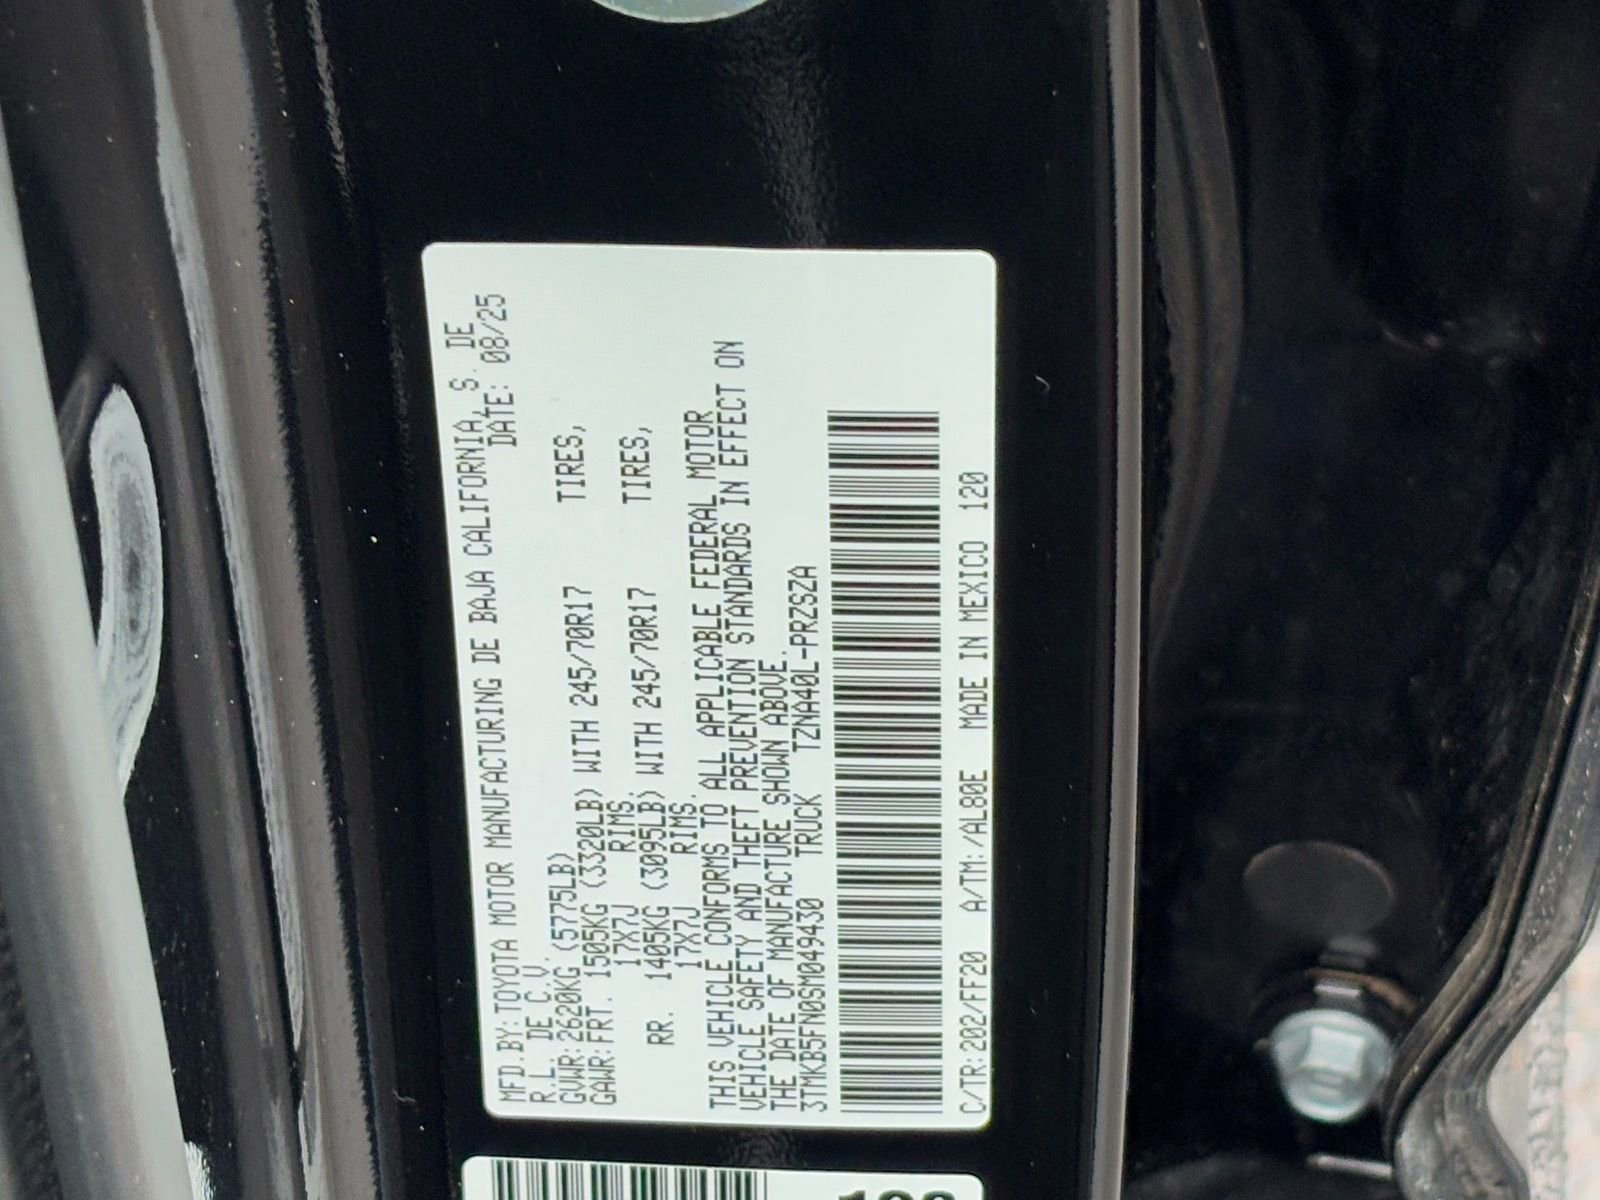 MFD.BY:TOYOTA MOTOR MANUFACTURING DE BAJA CALIFORNIA, S. DE
R.L. DE C.V. DATE: 08/25
GVWR:2620KG (5775LB)
GAWR:FRT. 1505KG (3320LB) WITH 245/70R17 TIRES,
17X7J RIMS.
RR. 1405KG (3095LB) WITH 245/70R17 TIRES,
17X7J RIMS.
THIS VEHICLE CONFORMS TO ALL APPLICABLE FEDERAL MOTOR
VEHICLE SAFETY AND THEFT PREVENTION STANDARDS IN EFFECT ON
THE DATE OF MANUFACTURE SHOWN ABOVE.
3TMKB5FN0SM049430 TRUCK TZNA40L-PRZSZA
C/TR:202/FF20 A/TM:/AL80E MADE IN MEXICO 120